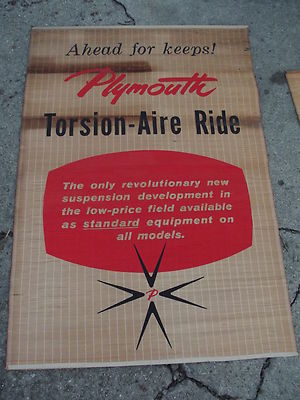 Ahead for keeps!
Plymouth
Torsion-Aire Ride
The only revolutionary new
suspension development in
the low-price field available
as standard equipment on
all models.
P